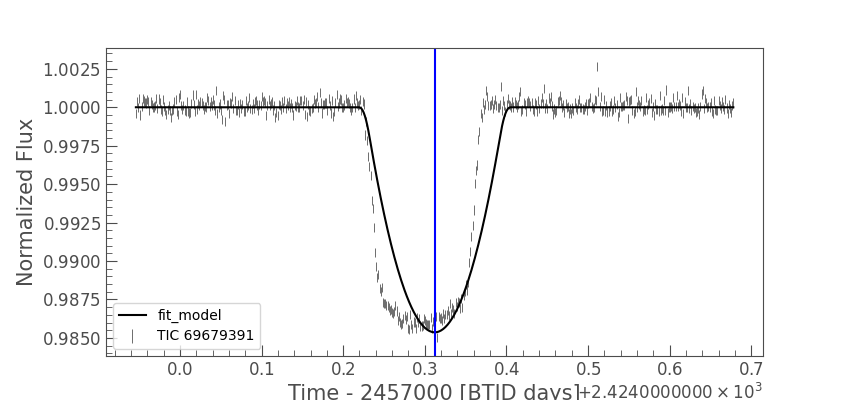 1.0025
1.0000
0.9975
0.9950
0.9925
0.9900
0.9875
0.9850
Normalized Flux
fit_model
TIC 69679391
0.0 0.1 0.2 0.3 0.4 0.5 0.6 0.7
Time - 2457000 [BTJD days]
+2.4240000000 × 10³